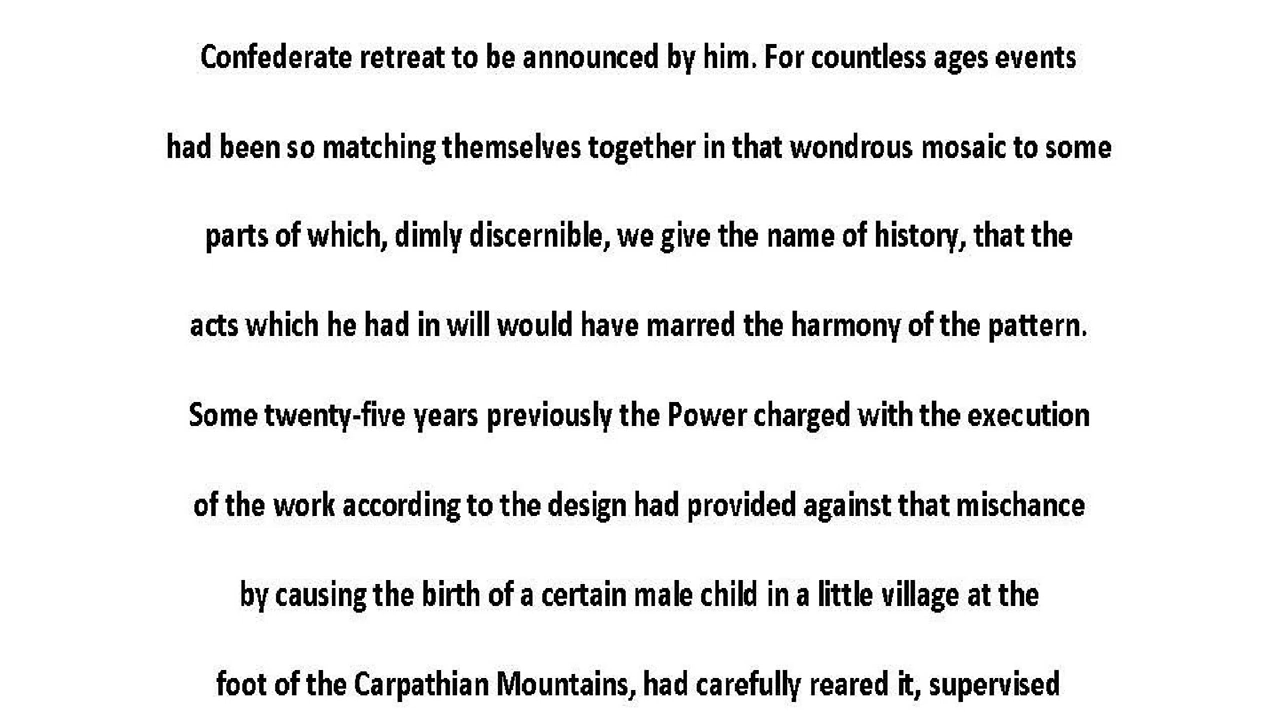 Confederate retreat to be announced by him. For countless ages events
had been so matching themselves together in that wondrous mosaic to some
parts of which, dimly discernible, we give the name of history, that the
acts which he had in will would have marred the harmony of the pattern.
Some twenty-five years previously the Power charged with the execution
of the work according to the design had provided against that mischance
by causing the birth of a certain male child in a little village at the
foot of the Carpathian Mountains, had carefully reared it, supervised